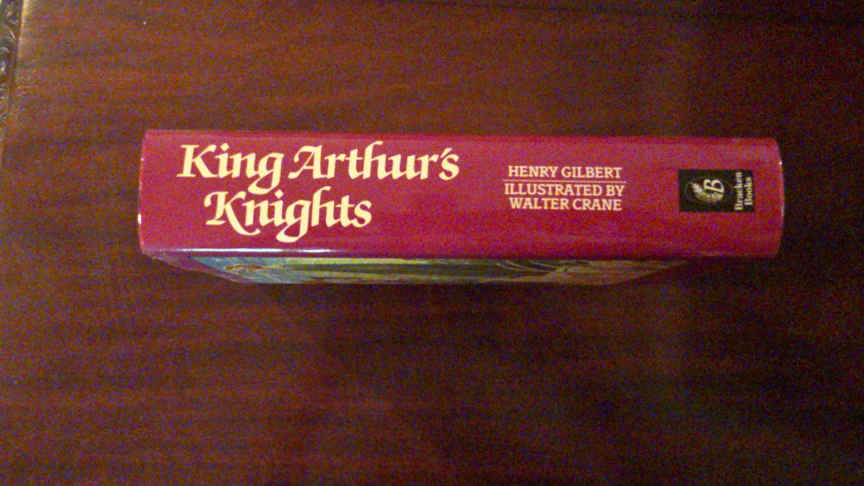 King Arthur's
Knights
HENRY GILBERT
ILLUSTRATED BY
WALTER CRANE
B
Bracken
Books